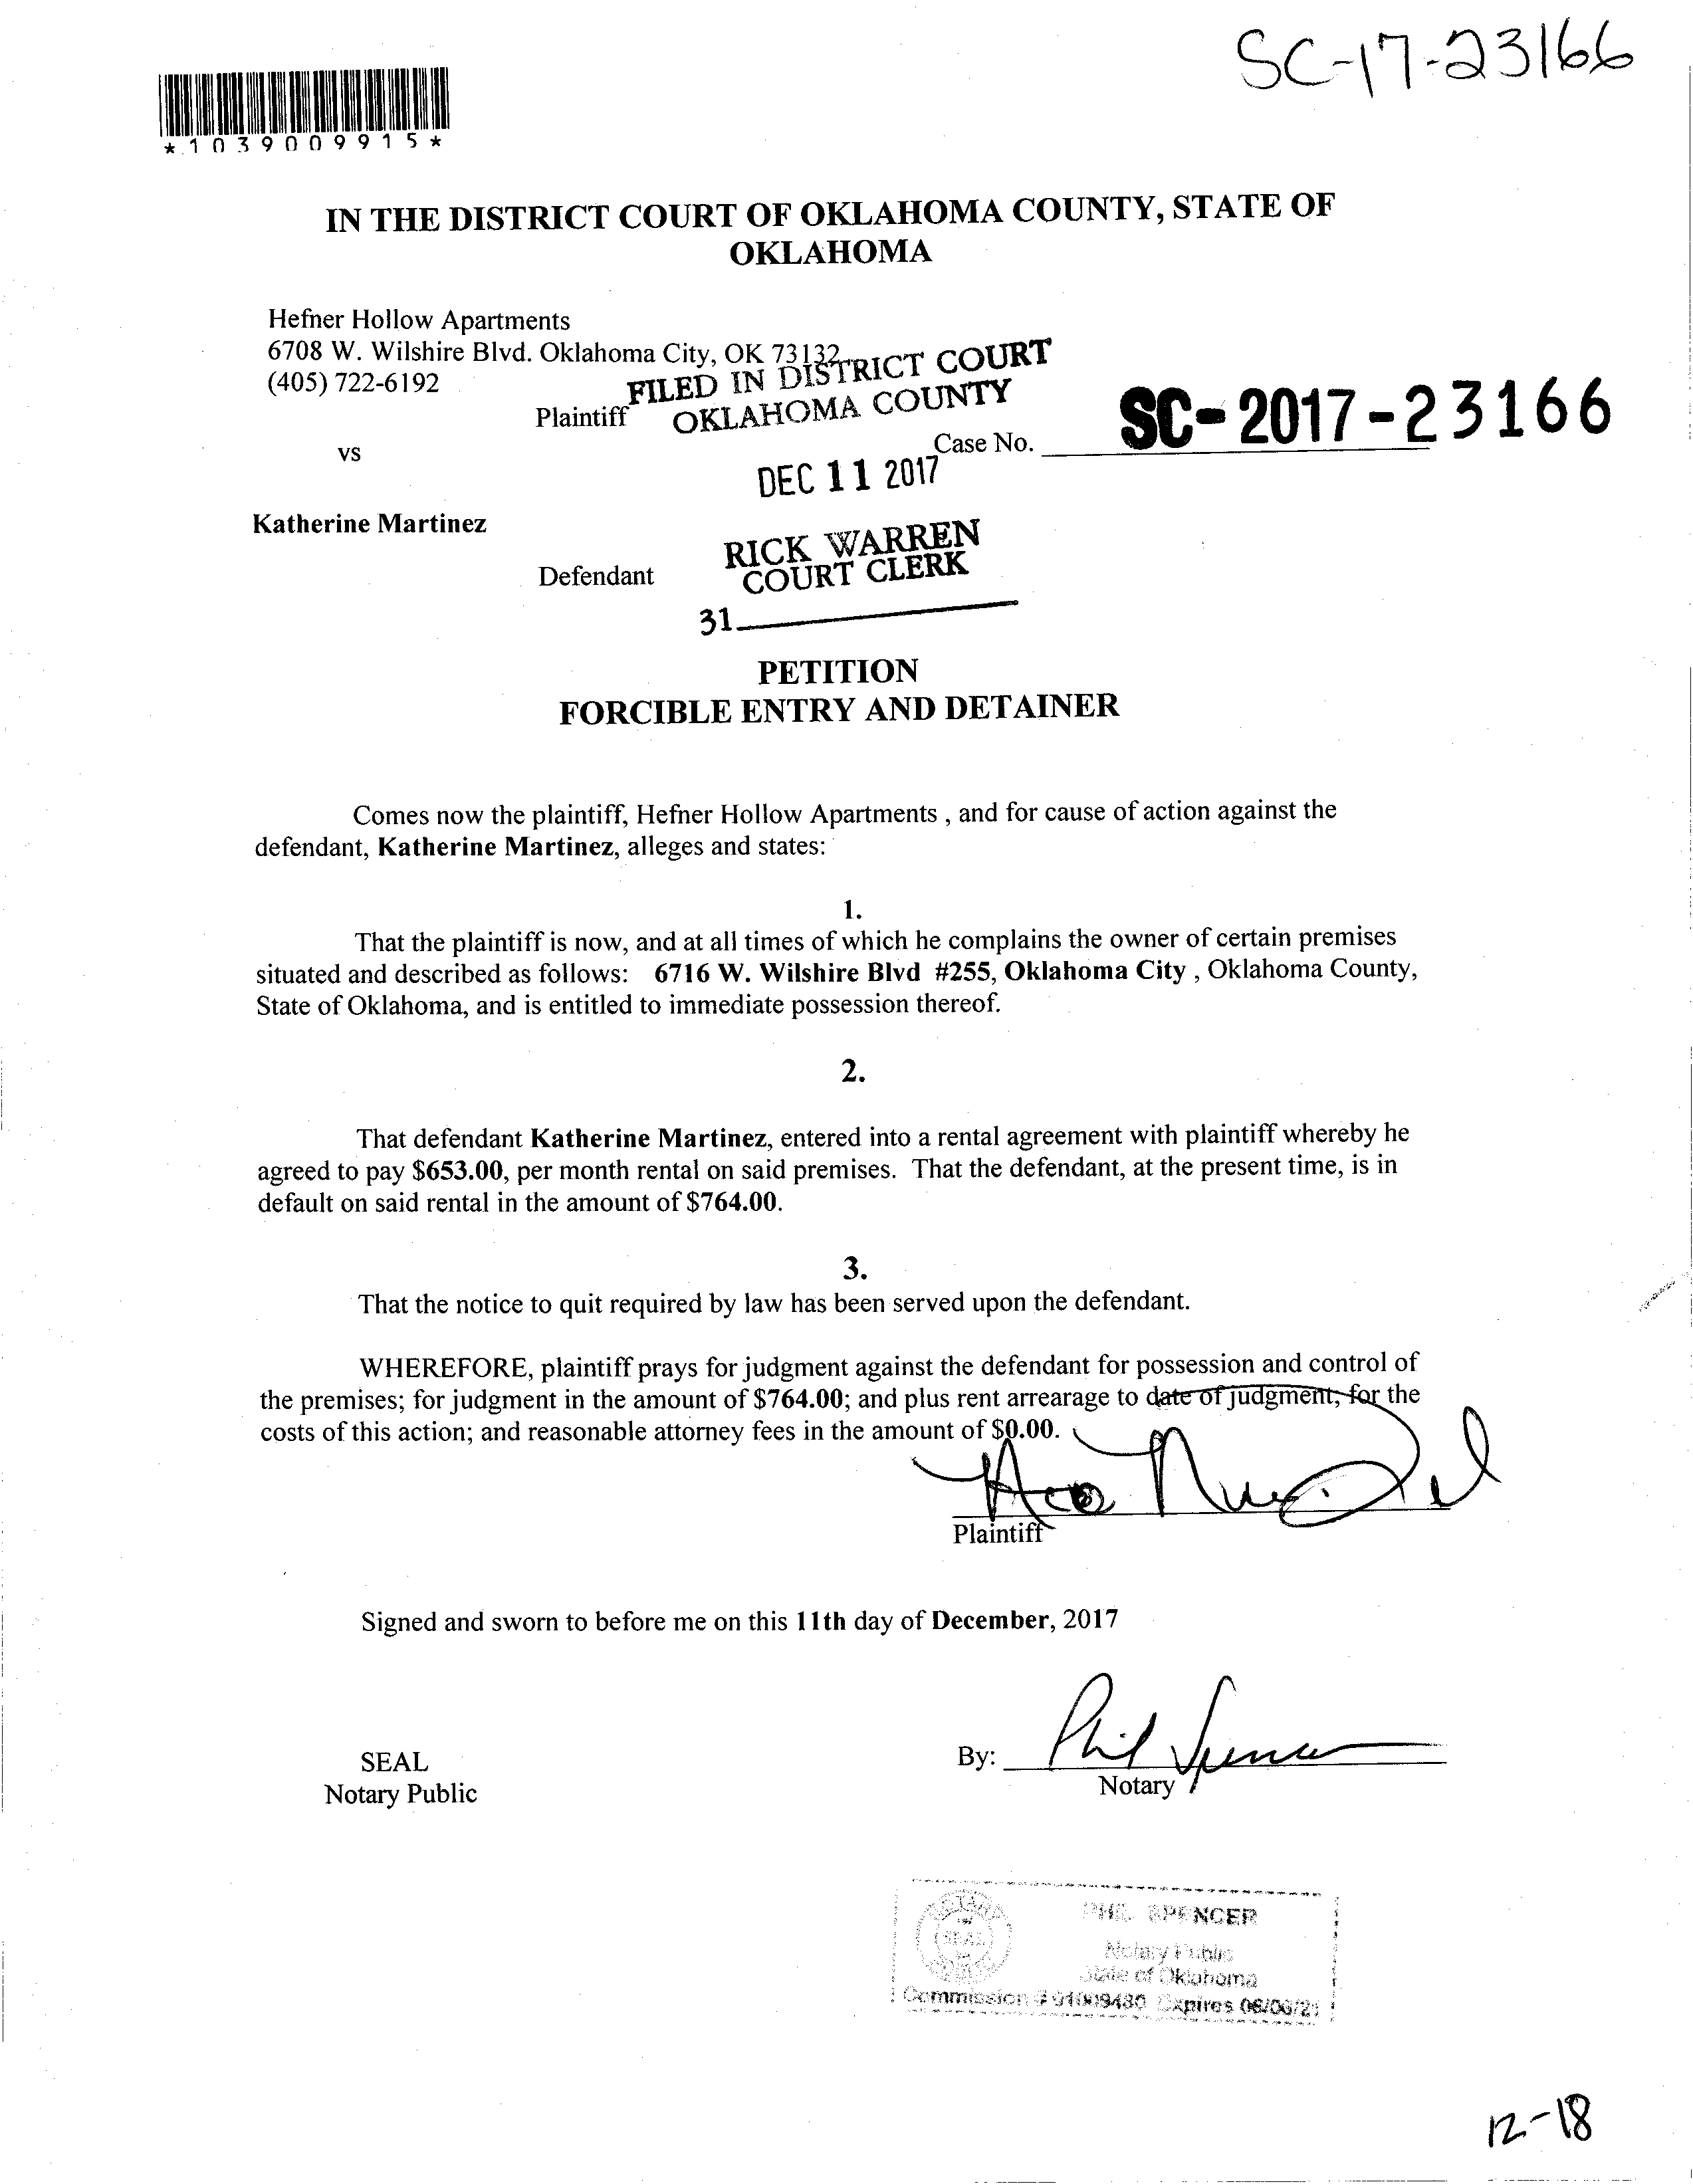 SC-17-23166
*1039009915*
IN THE DISTRICT COURT OF OKLAHOMA COUNTY, STATE OF
OKLAHOMA
Hefner Hollow Apartments
6708 W. Wilshire Blvd. Oklahoma City, OK 73132
(405) 722-6192
Plaintiff
FILED IN DISTRICT COURT
OKLAHOMA COUNTY
vs
Case No. SC-2017-23166
DEC 11 2017
Katherine Martinez
Defendant
RICK WARREN
COURT CLERK
31
PETITION
FORCIBLE ENTRY AND DETAINER
Comes now the plaintiff, Hefner Hollow Apartments , and for cause of action against the
defendant, Katherine Martinez, alleges and states:
1.
That the plaintiff is now, and at all times of which he complains the owner of certain premises
situated and described as follows: 6716 W. Wilshire Blvd #255, Oklahoma City , Oklahoma County,
State of Oklahoma, and is entitled to immediate possession thereof.
2.
That defendant Katherine Martinez, entered into a rental agreement with plaintiff whereby he
agreed to pay $653.00, per month rental on said premises. That the defendant, at the present time, is in
default on said rental in the amount of $764.00.
3.
That the notice to quit required by law has been served upon the defendant.
WHEREFORE, plaintiff prays for judgment against the defendant for possession and control of
the premises; for judgment in the amount of $764.00; and plus rent arrearage to date of judgment, for the
costs of this action; and reasonable attorney fees in the amount of $0.00.
Plaintiff
Signed and sworn to before me on this 11th day of December, 2017
SEAL
Notary Public
By: Phil Spencer
Notary
PHIL SPENCER
Notary Public
State of Oklahoma
Commission # 01009480 Expires 06/06/21
12-18